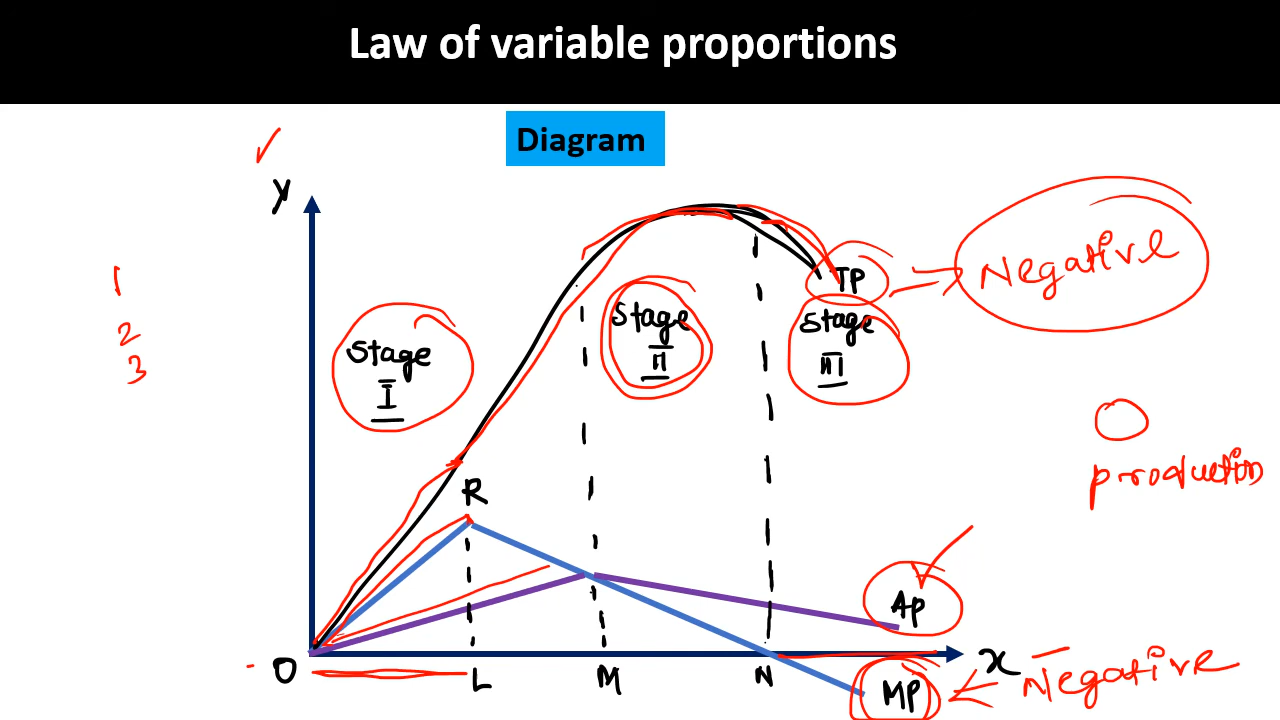 Law of variable proportions
Diagram
y
1
2
3
Stage
I
Stage
II
TP
Stage
III
Negative
R
production
AP
O
L
M
N
x
MP
Negative